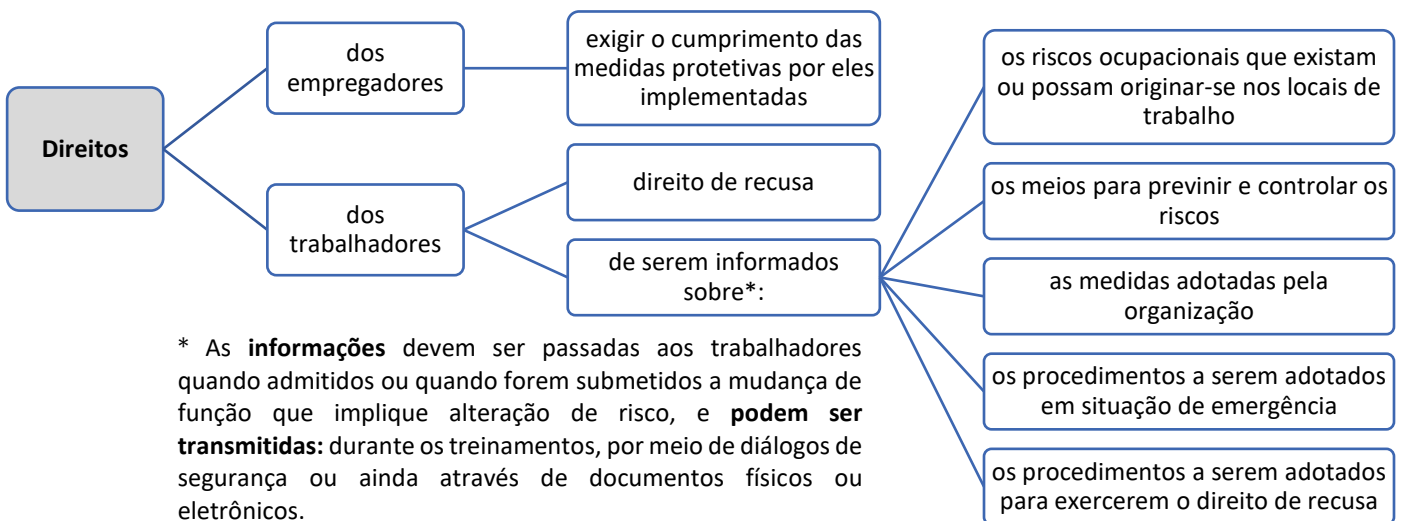 Direitos
dos
empregadores
exigir o cumprimento das
medidas protetivas por eles
implementadas
dos
trabalhadores
direito de recusa
de serem informados
sobre*:
os riscos ocupacionais que existam
ou possam originar-se nos locais de
trabalho
os meios para previnir e controlar os
riscos
as medidas adotadas pela
organização
os procedimentos a serem adotados
em situação de emergência
os procedimentos a serem adotados
para exercerem o direito de recusa
* As informações devem ser passadas aos trabalhadores
quando admitidos ou quando forem submetidos a mudança de
função que implique alteração de risco, e podem ser
transmitidas: durante os treinamentos, por meio de diálogos de
segurança ou ainda através de documentos físicos ou
eletrônicos.